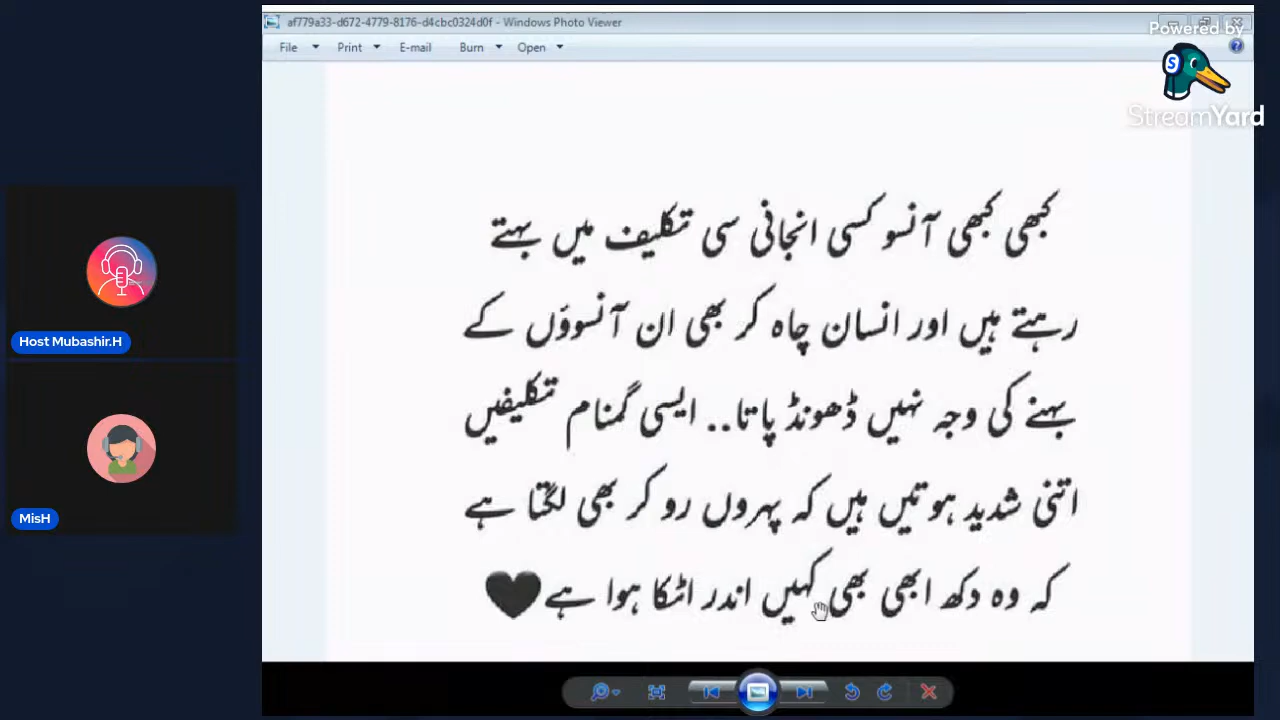 af779a33-d672-4779-8176-d4cbc0324d0f - Windows Photo Viewer
File Print E-mail Burn Open
Powered by
StreamYard
کبھی کبھی آنسو کسی انجانی سی تکلیف میں بہتے
رہتے ہیں اور انسان چاہ کر بھی ان آنسوؤں کے
بہنے کی وجہ نہیں ڈھونڈ پاتا.. ایسی گمنام تکلیفیں
اتنی شدید ہوتیں ہیں کہ پہروں رو کر بھی لگتا ہے
کہ وہ دکھ ابھی بھی کہیں اندر اٹکا ہوا ہے🖤
Host Mubashir.H
MisH